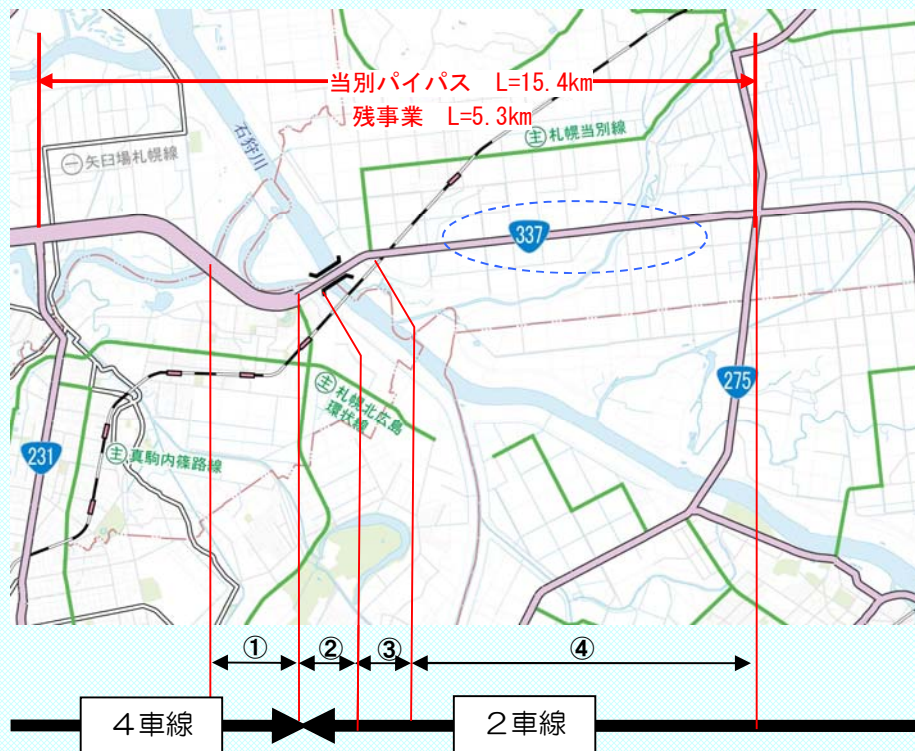 当別バイパス L=15.4km
残事業 L=5.3km
石狩川
主 札幌当別線
一 矢臼場札幌線
337
275
主 札幌北広島
環状線
231
主 真駒内篠路線
① ② ③ ④
4車線
2車線